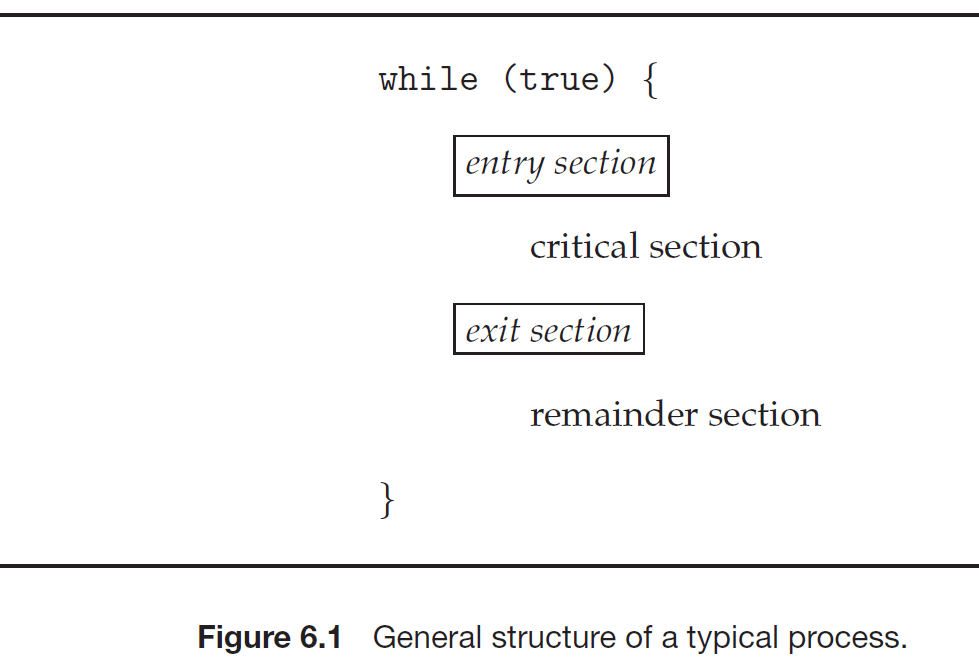 while (true) {
entry section
critical section
exit section
remainder section
}
Figure 6.1 General structure of a typical process.